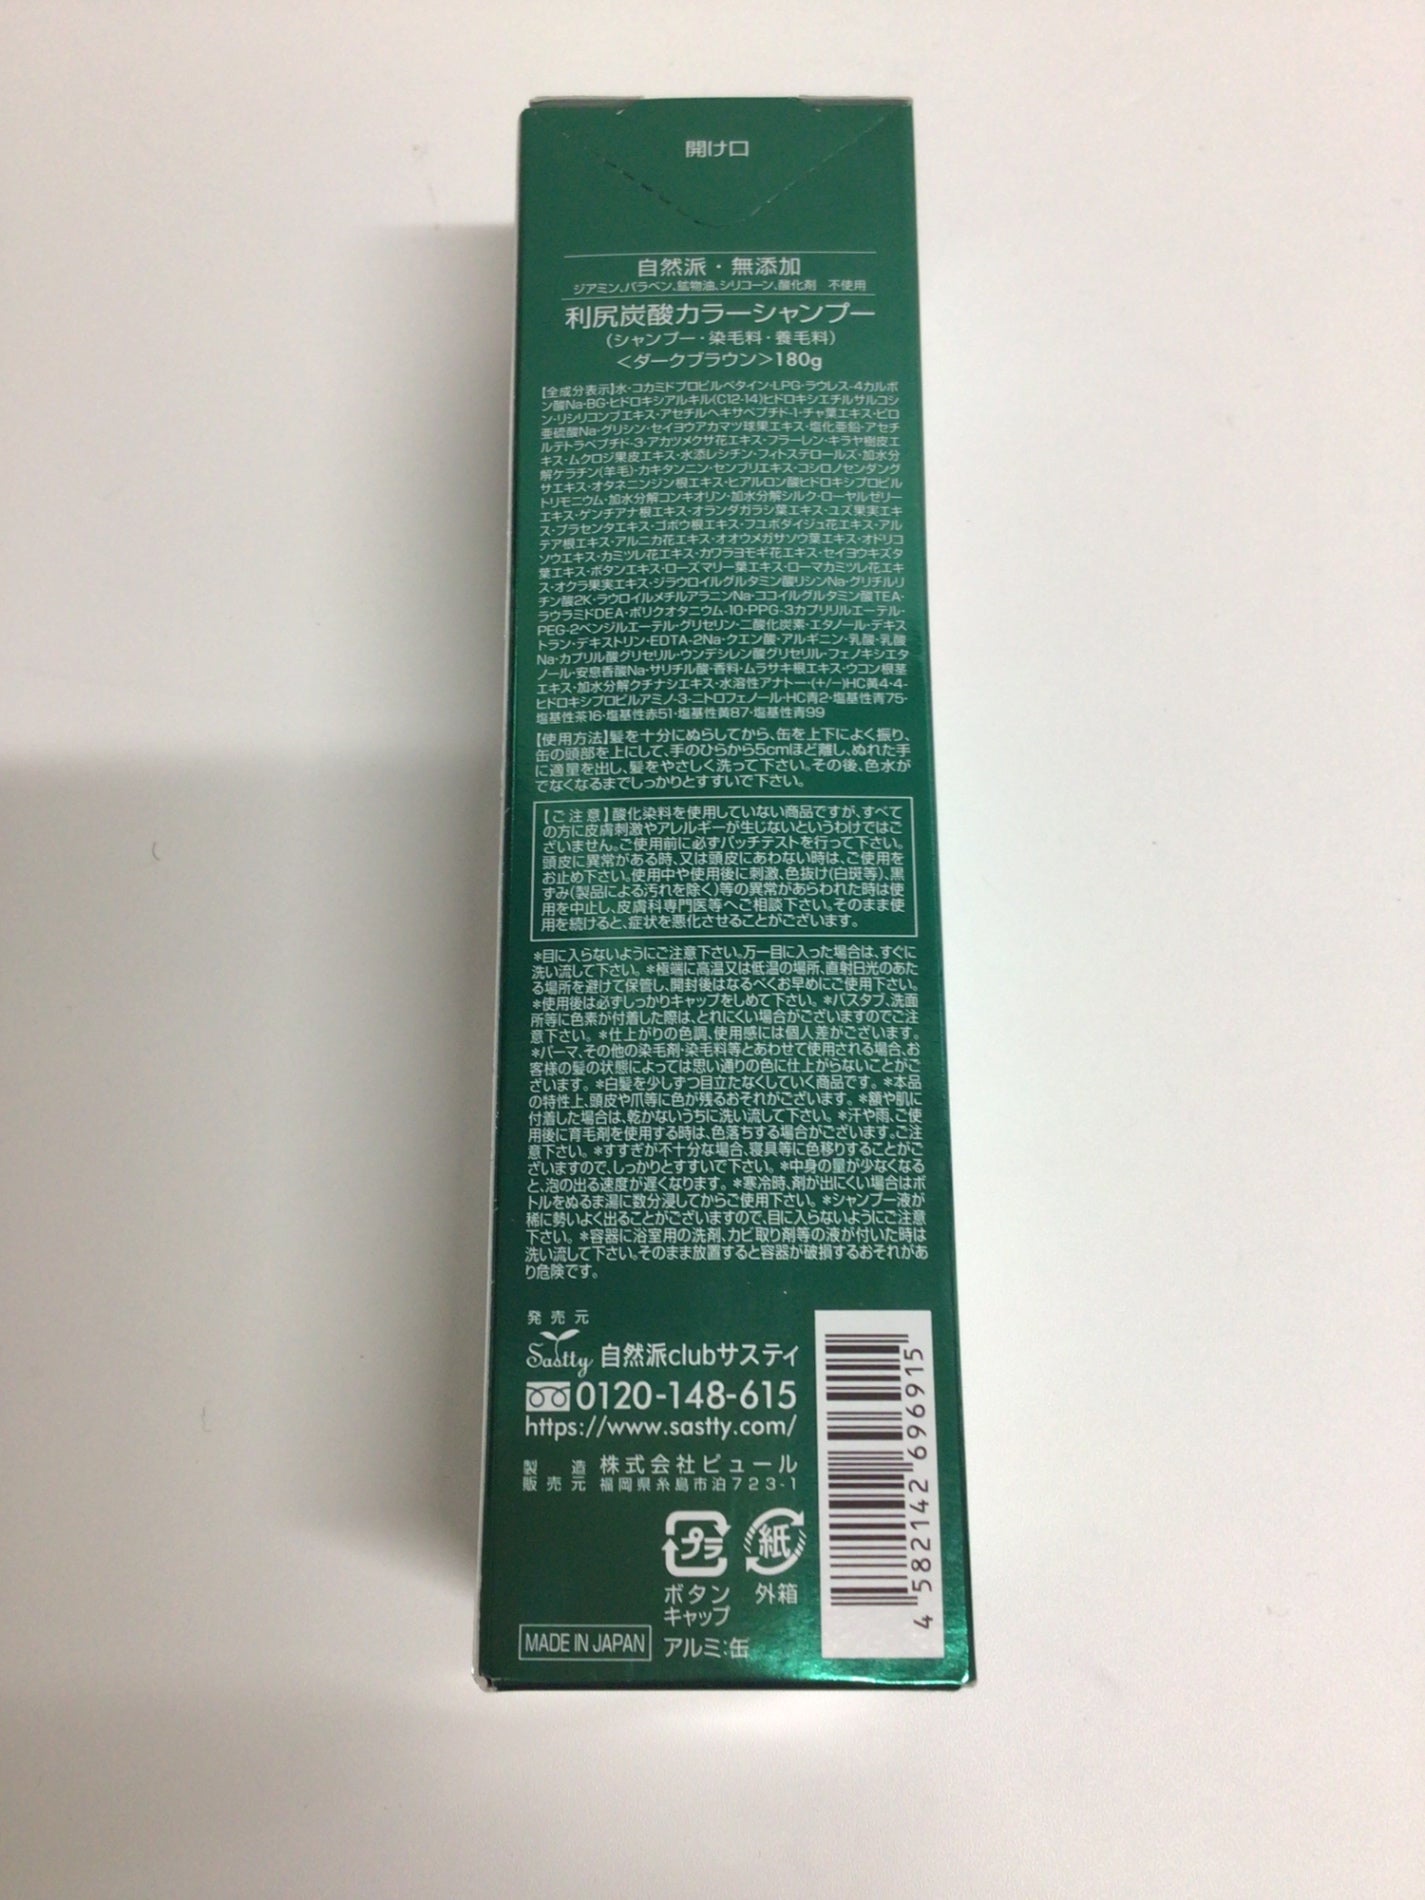 開け口
自然派・無添加
ジアミン、パラベン、鉱物油、シリコーン、酸化剤　不使用
利尻炭酸カラーシャンプー
(シャンプー・染毛料・養毛料)
＜ダークブラウン＞180g
【全成分表示】水・コカミドプロピルベタイン・LPG・ラウレス-4カルボ
ン酸Na・BG・ヒドロキシアルキル(C12-14)ヒドロキシエチルサルコシ
ン・リシリコンブエキス・アセチルヘキサペプチド-1・チャ葉エキス・ピロ
亜硫酸Na・グリシン・セイヨウアカマツ球果エキス・塩化亜鉛・アセチ
ルテトラペプチド-3・アカツメクサ花エキス・フラーレン・キラヤ樹皮エ
キス・ムクロジ果皮エキス・水添レシチン・フィトステロールズ・加水分
解ケラチン(羊毛)・カキタンニン・センブリエキス・コシロノセンダング
サエキス・オタネニンジン根エキス・ヒアルロン酸ヒドロキシプロピル
トリモニウム・加水分解コンキオリン・加水分解シルク・ローヤルゼリー
エキス・ゲンチアナ根エキス・オランダガラシ葉エキス・ユズ果実エキ
ス・プラセンタエキス・ゴボウ根エキス・フユボダイジュ花エキス・アル
テア根エキス・アルニカ花エキス・オオウメガサソウ葉エキス・オドリコ
ソウエキス・カミツレ花エキス・カワラヨモギ花エキス・セイヨウキズタ
葉エキス・ボタンエキス・ローズマリー葉エキス・ローマカミツレ花エキ
ス・オクラ果実エキス・ジラウロイルグルタミン酸リシンNa・グリチルリ
チン酸2K・ラウロイルメチルアラニンNa・ココイルグルタミン酸TEA・
ラウラミドDEA・ポリクオタニウム-10・PPG-3カプリリルエーテル・
PEG-2ベンジルエーテル・グリセリン・二酸化炭素・エタノール・デキス
トラン・デキストリン・EDTA-2Na・クエン酸・アルギニン・乳酸・乳酸
Na・カプリル酸グリセリル・ウンデシレン酸グリセリル・フェノキシエタ
ノール・安息香酸Na・サリチル酸・香料・ムラサキ根エキス・ウコン根茎
エキス・加水分解クチナシエキス・水溶性アナトー・(+/−)HC黄4・4-
ヒドロキシプロピルアミノ-3-ニトロフェノール・HC青2・塩基性青75・
塩基性茶16・塩基性赤51・塩基性黄87・塩基性青99
【使用方法】髪を十分にぬらしてから、缶を上下によく振り、
缶の頭部を上にして、手のひらから5cmほど離し、ぬれた手
に適量を出し、髪をやさしく洗って下さい。その後、色水が
でなくなるまでしっかりとすすいで下さい。
【ご注意】酸化染料を使用していない商品ですが、すべて
の方に皮膚刺激やアレルギーが生じないというわけではご
ざいません。ご使用前に必ずパッチテストを行って下さい。
頭皮に異常がある時、又は頭皮にあわない時は、ご使用を
お止め下さい。使用中や使用後に刺激、色抜け(白斑等)、黒
ずみ(製品による汚れを除く)等の異常があらわれた時は使
用を中止し、皮膚科専門医等へご相談下さい。そのまま使
用を続けると、症状を悪化させることがございます。
＊目に入らないようにご注意下さい。万一目に入った場合は、すぐに
洗い流して下さい。＊極端に高温又は低温の場所、直射日光のあた
る場所を避けて保管し、開封後はなるべくお早めにご使用下さい。
＊使用後は必ずしっかりキャップをしめて下さい。＊バスタブ、洗面
所等に色素が付着した際は、とれにくい場合がございますのでご注
意下さい。＊仕上がりの色調、使用感には個人差がございます。
＊パーマ、その他の染毛剤・染毛料等とあわせて使用される場合、お
客様の髪の状態によっては思い通りの色に仕上がらないことがご
ざいます。＊白髪を少しずつ目立たなくしていく商品です。＊本品
の特性上、頭皮や爪等に色が残るおそれがございます。＊額や肌に
付着した場合は、乾かないうちに洗い流して下さい。＊汗や雨、ご使
用後に育毛剤を使用する時は、色落ちする場合がございます。ご注
意下さい。＊すすぎが不十分な場合、寝具等に色移りすることがご
ざいますので、しっかりとすすいで下さい。＊中身の量が少なくなる
と、泡の出る速度が遅くなります。＊寒冷時、剤が出にくい場合はボ
トルをぬるま湯に数分浸してからご使用下さい。＊シャンプー液が
稀に勢いよく出ることがございますので、目に入らないようにご注意
下さい。＊容器に浴室用の洗剤、カビ取り剤等の液が付いた時は
洗い流して下さい。そのまま放置すると容器が破損するおそれがあ
り危険です。
発売元
Sastty 自然派clubサスティ
0120-148-615
https://www.sastty.com/
製造 株式会社ピュール
販売元 福岡県糸島市泊723-1
プラ 紙
ボタン 外箱
キャップ
アルミ:缶
MADE IN JAPAN
4 582142 696915